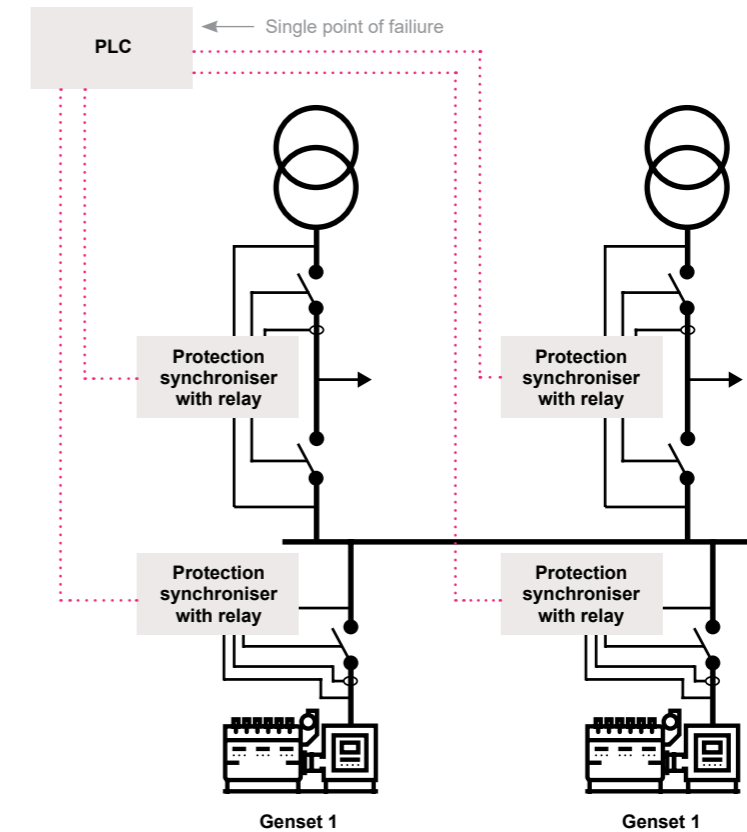 PLC
Single point of failiure
Protection
synchroniser
with relay
Protection
synchroniser
with relay
Protection
synchroniser
with relay
Protection
synchroniser
with relay
Genset 1
Genset 1